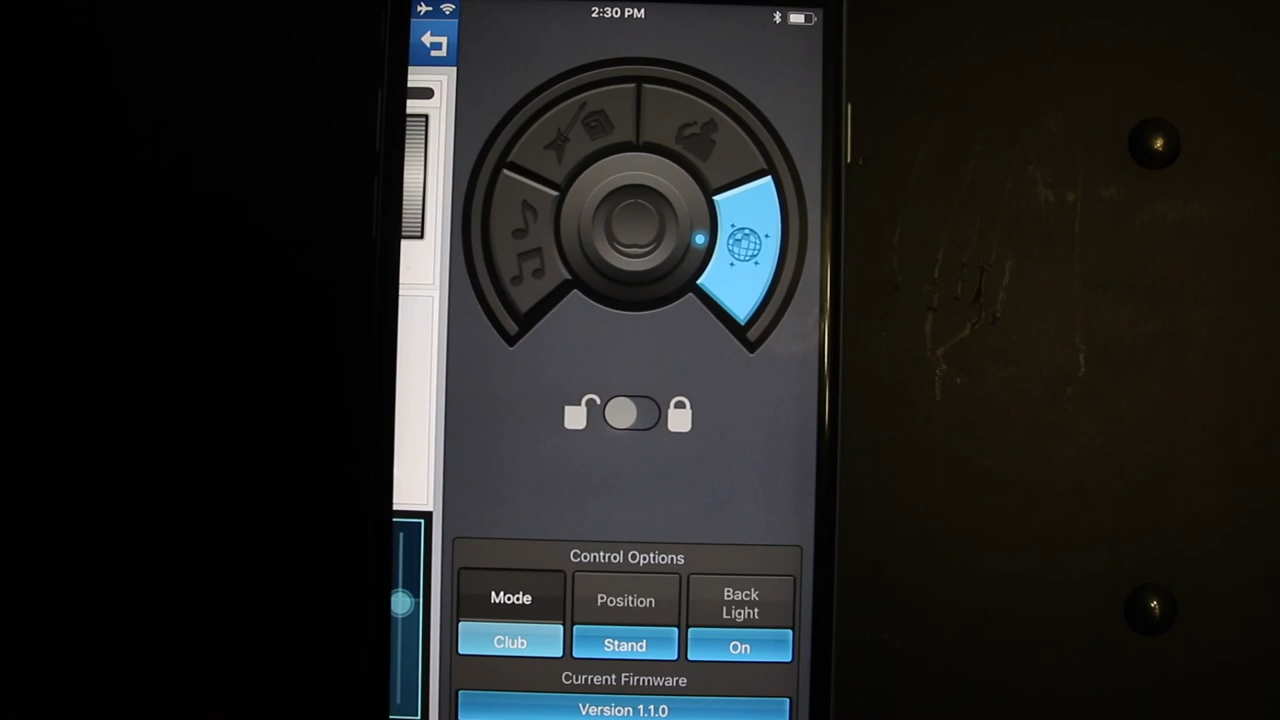 2:30 PM
Control Options
Mode
Position
Back
Light
Club
Stand
On
Current Firmware
Version 1.1.0